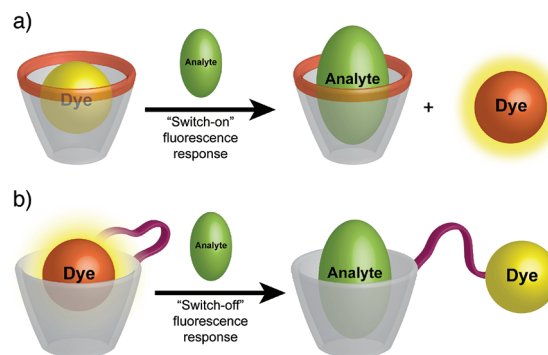 a)
Dye
Analyte
"Switch-on"
fluorescence
response
Analyte
+
Dye
b)
Dye
Analyte
"Switch-off"
fluorescence
response
Analyte
Dye